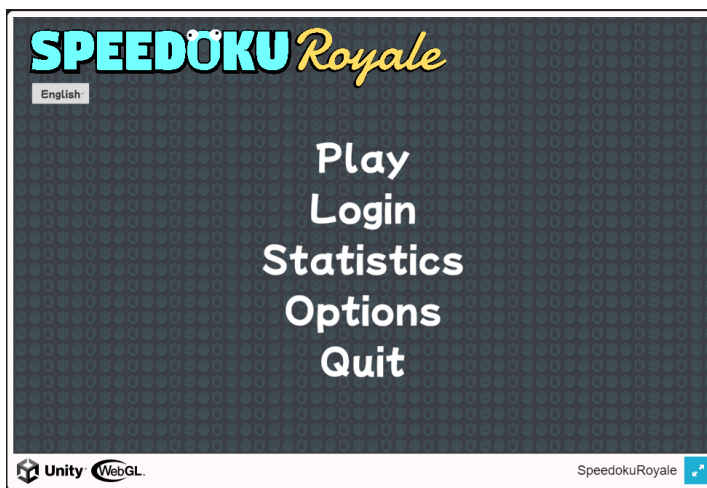 SPEEDOKU Royale
English
Play
Login
Statistics
Options
Quit
Unity WebGL. SpeedokuRoyale